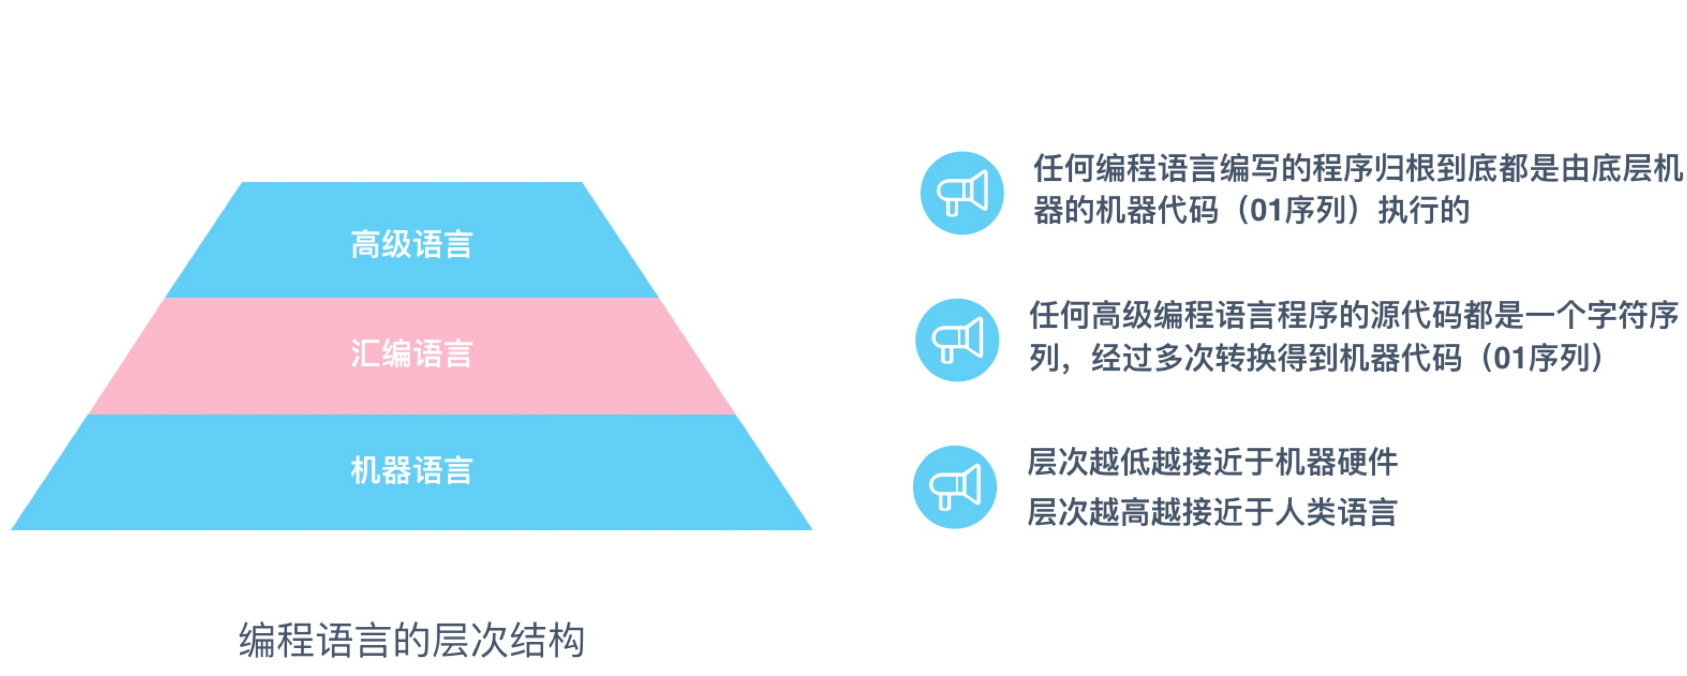 高级语言
汇编语言
机器语言
编程语言的层次结构
任何编程语言编写的程序归根到底都是由底层机
器的机器代码（01序列）执行的
任何高级编程语言程序的源代码都是一个字符序
列，经过多次转换得到机器代码（01序列）
层次越低越接近于机器硬件
层次越高越接近于人类语言